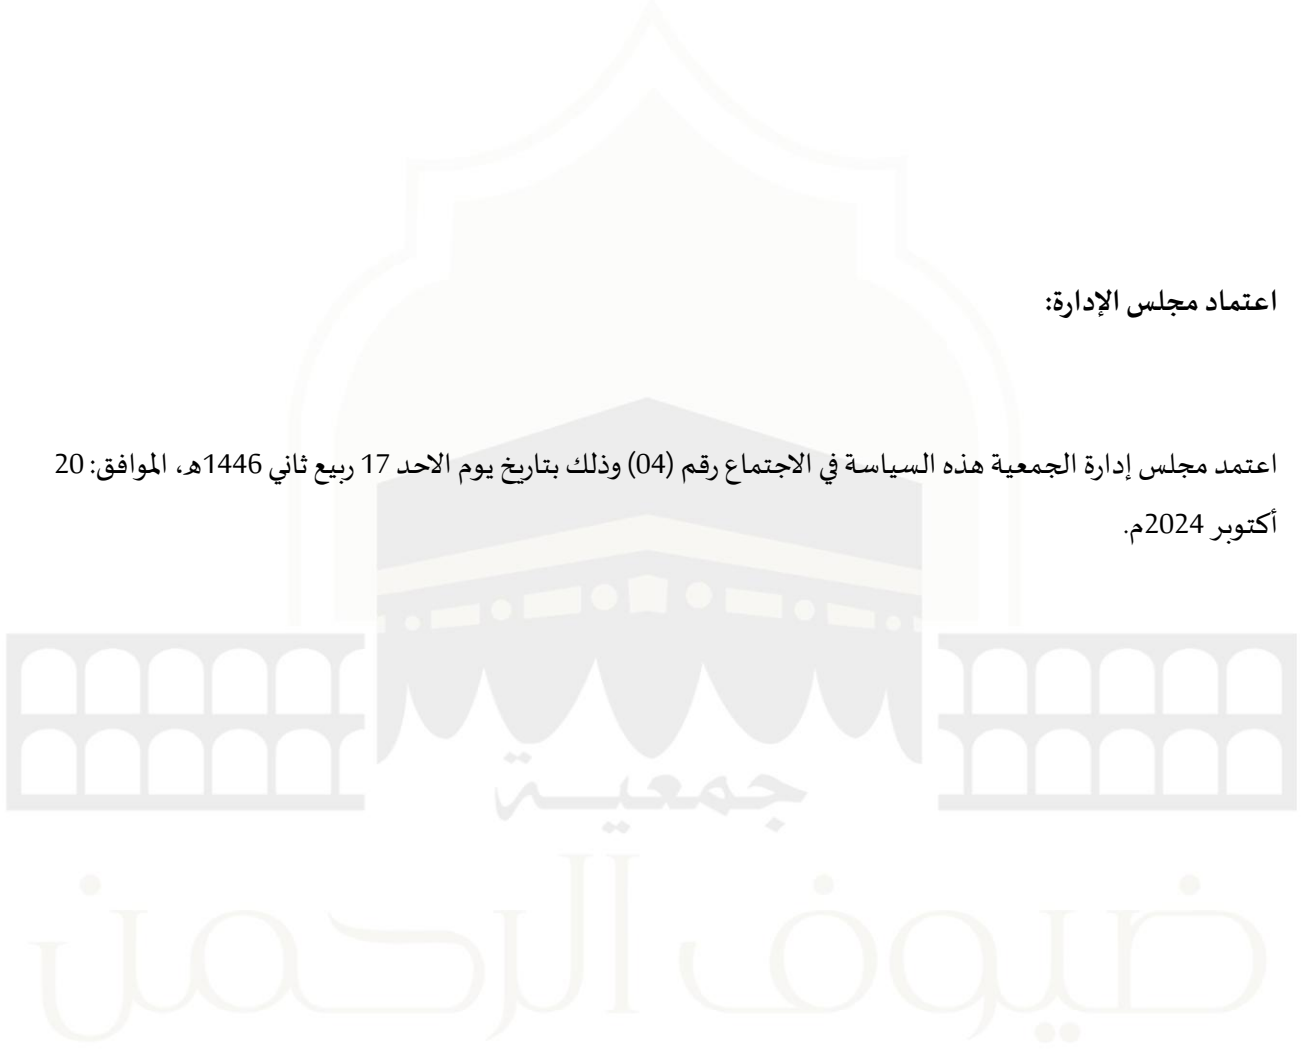 اعتماد مجلس الإدارة:
اعتمد مجلس إدارة الجمعية هذه السياسة في الاجتماع رقم (04) وذلك بتاريخ يوم الاحد 17 ربيع ثاني 1446هـ، الموافق: 20
أكتوبر 2024م.
جمعيـــة
ضيوف الرحمن